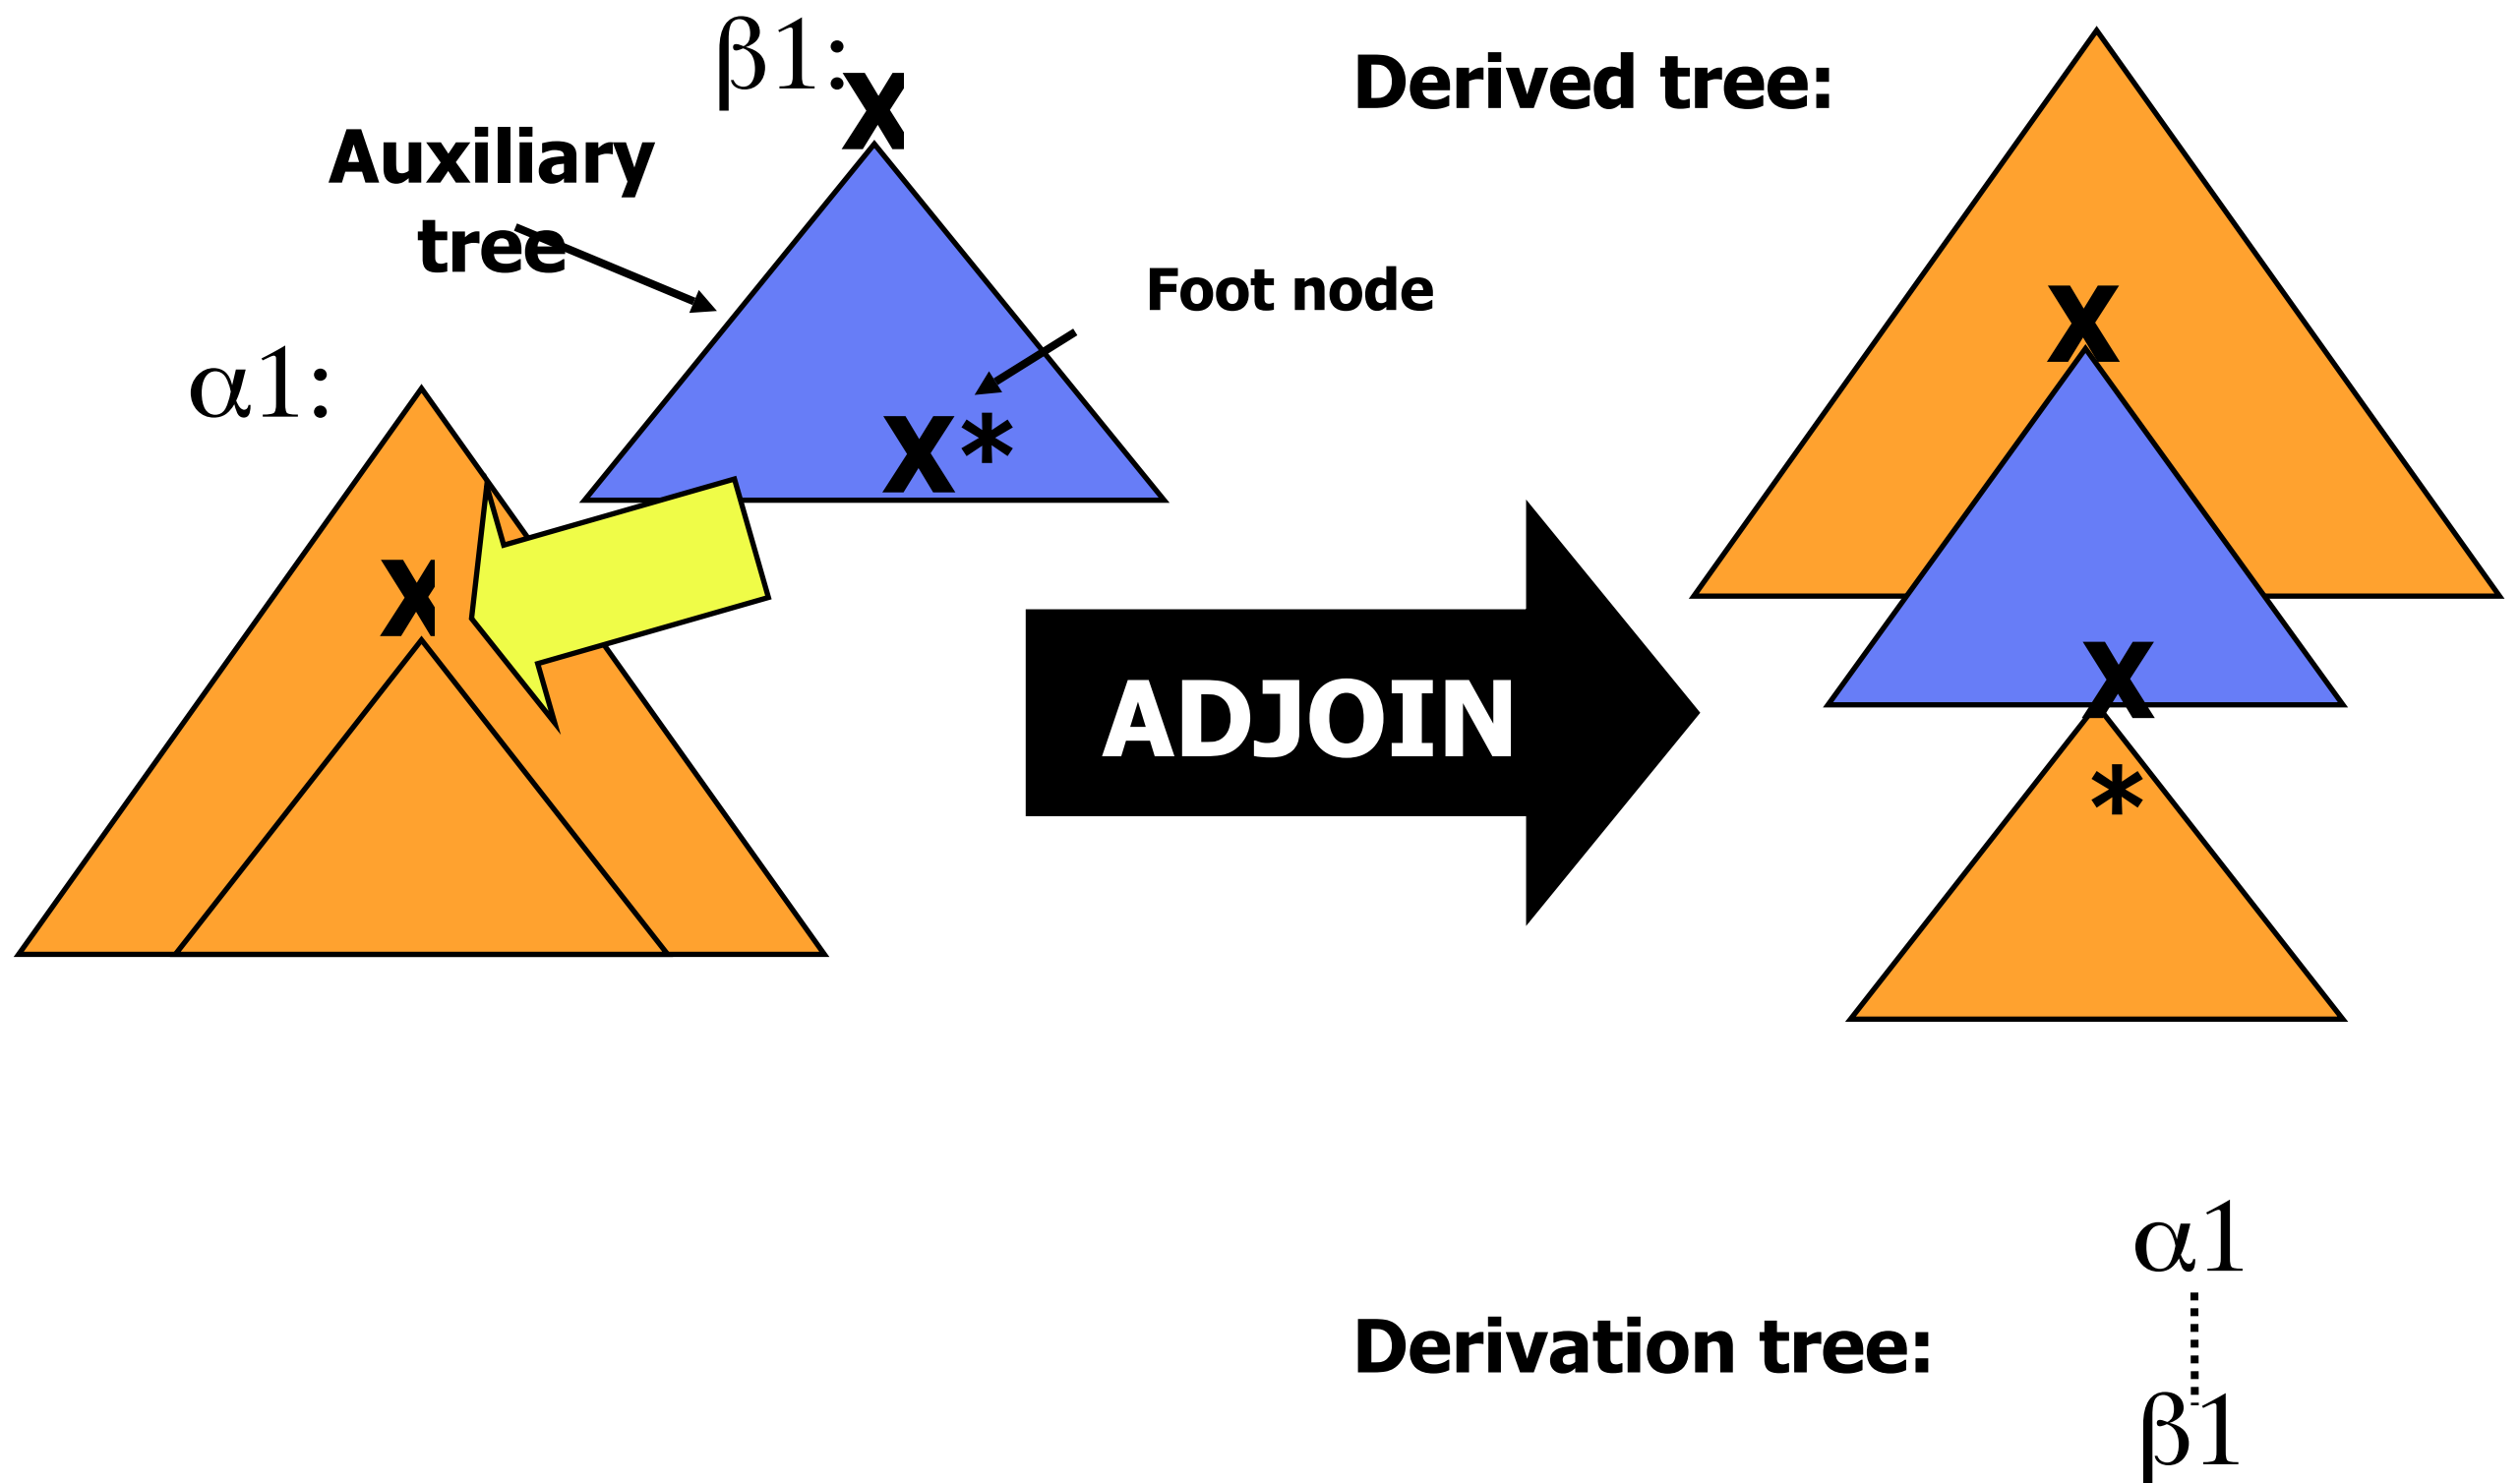 β1:
X
Auxiliary
tree
Foot node
X*
α1:
X
ADJOIN
Derived tree:
X
X
*
Derivation tree:
α1
β1